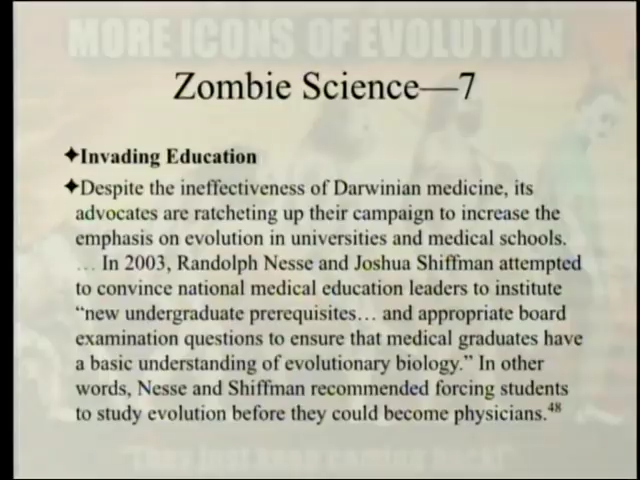 MORE ICONS OF EVOLUTION
Zombie Science—7
✦Invading Education
✦Despite the ineffectiveness of Darwinian medicine, its
advocates are ratcheting up their campaign to increase the
emphasis on evolution in universities and medical schools.
… In 2003, Randolph Nesse and Joshua Shiffman attempted
to convince national medical education leaders to institute
“new undergraduate prerequisites… and appropriate board
examination questions to ensure that medical graduates have
a basic understanding of evolutionary biology.” In other
words, Nesse and Shiffman recommended forcing students
to study evolution before they could become physicians.48
"They just keep coming back!"